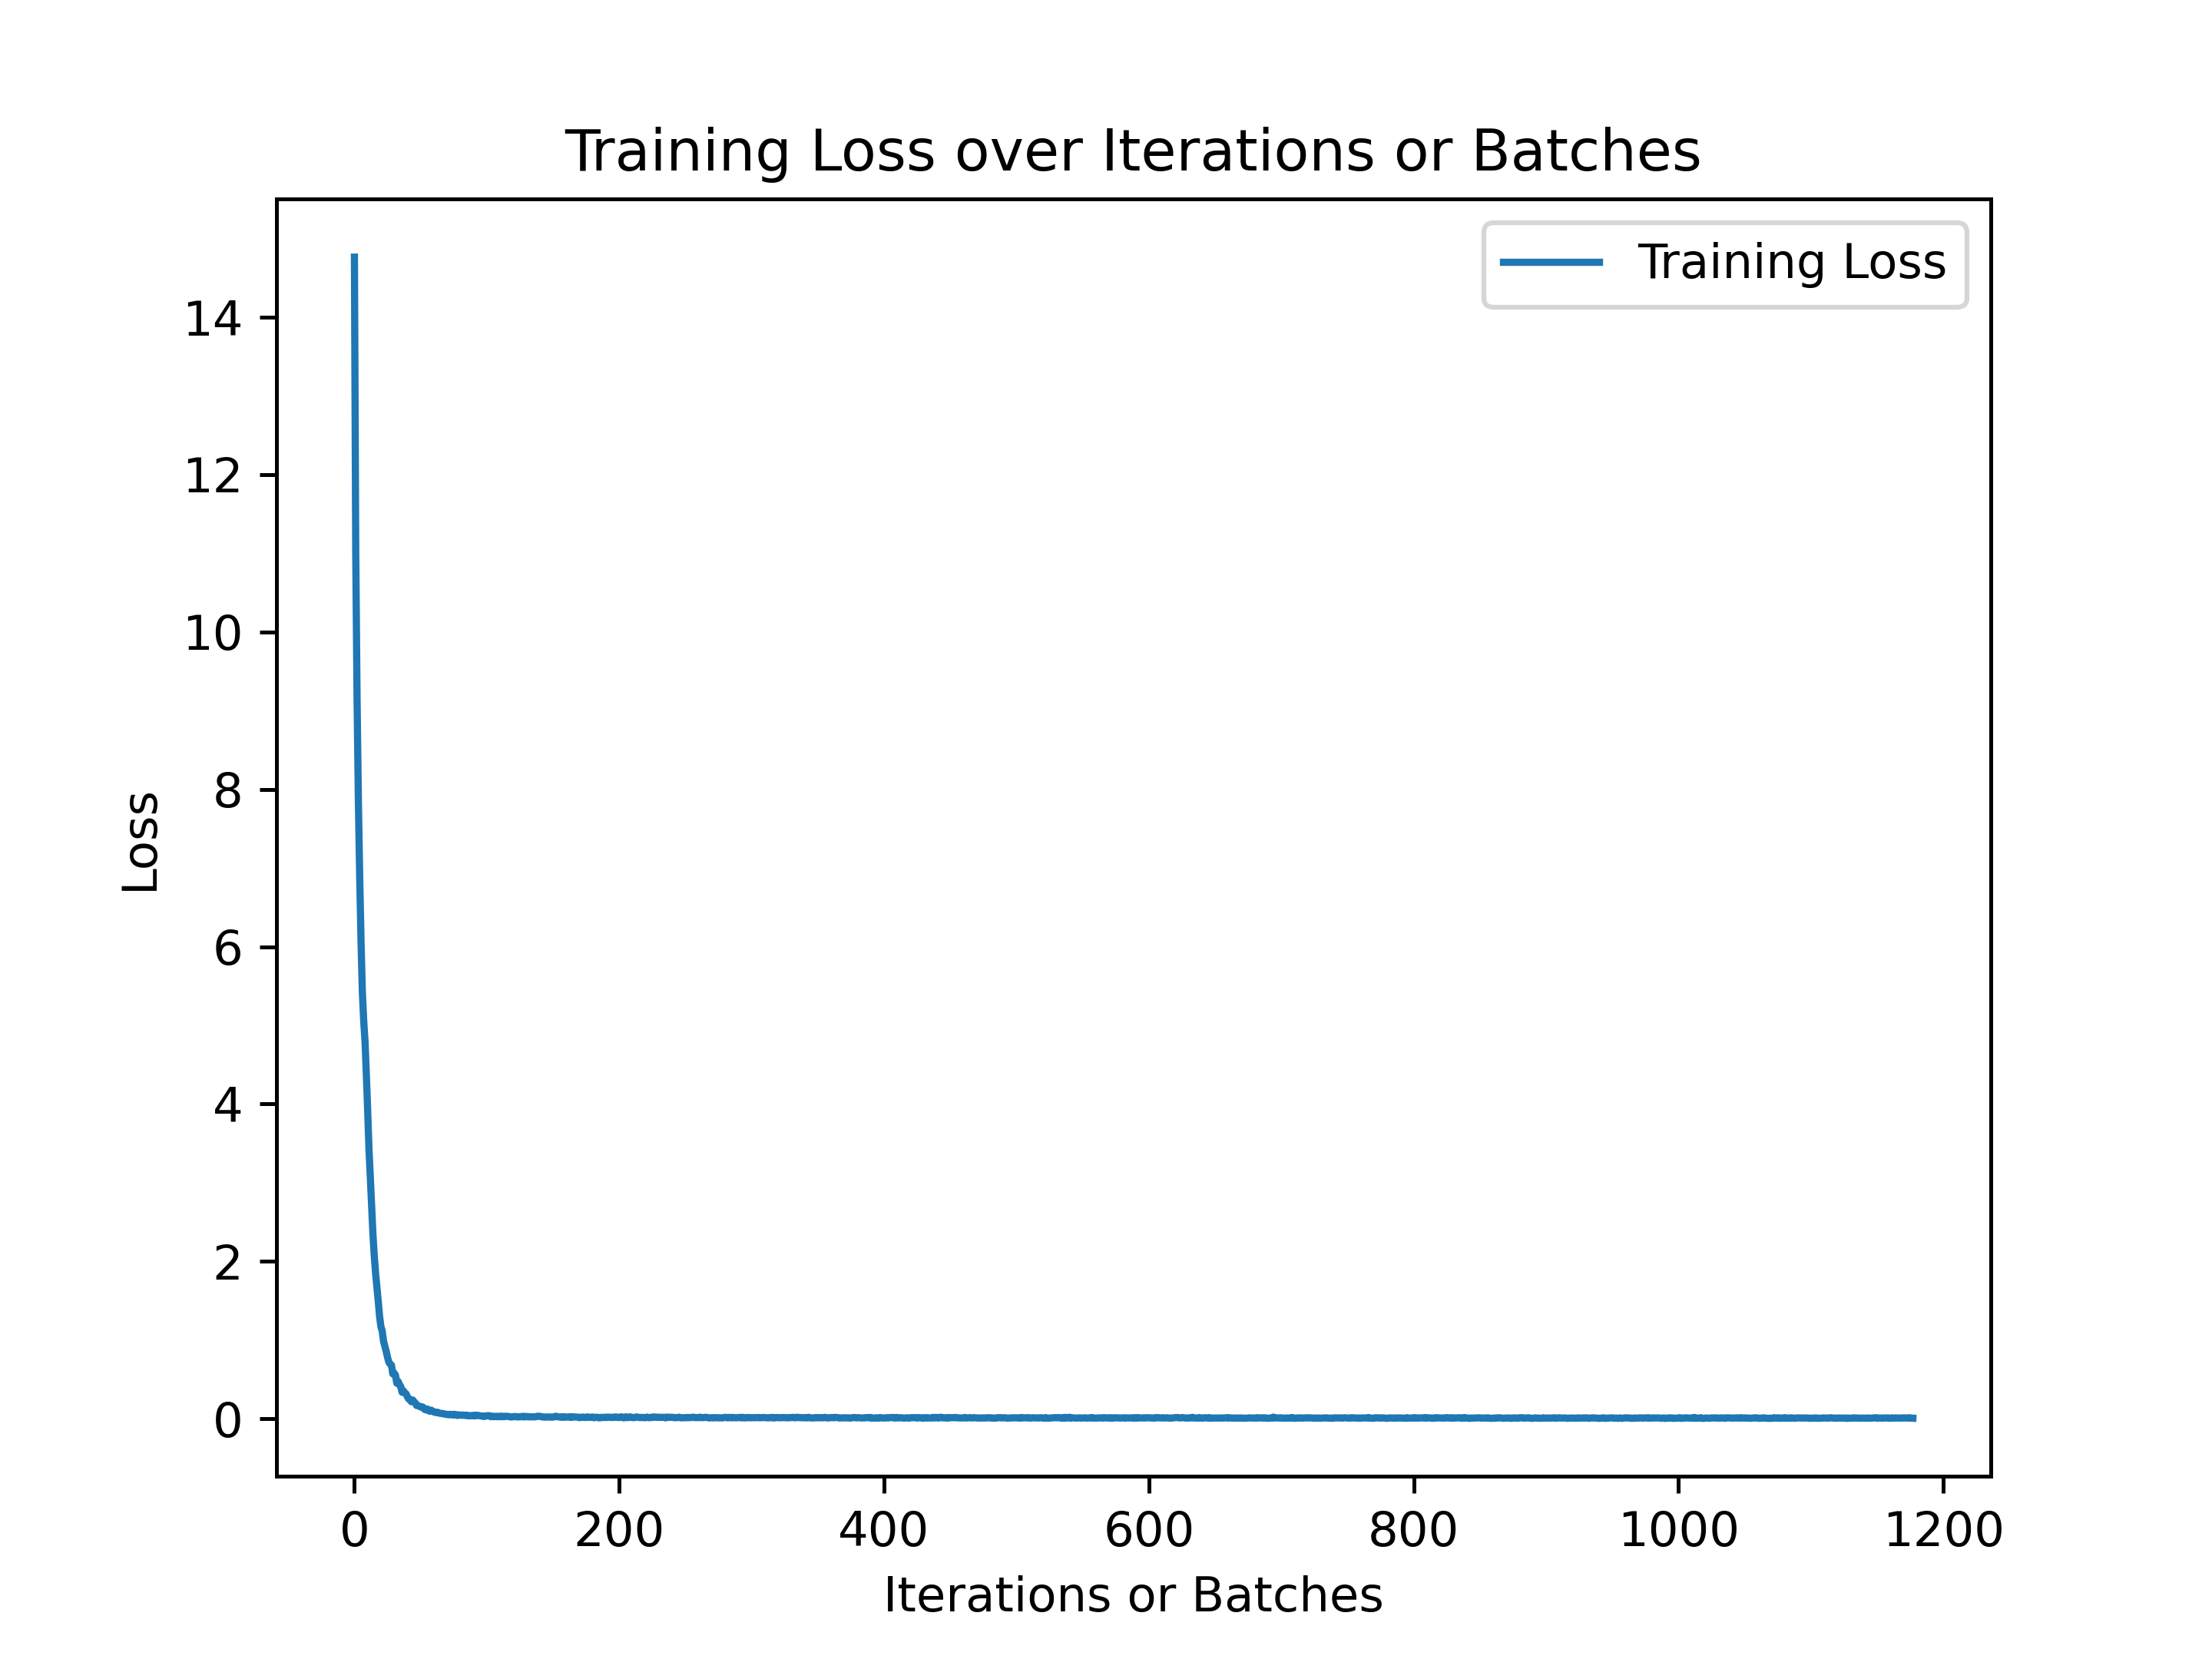 Training Loss over Iterations or Batches
Training Loss
14
12
10
8
6
4
2
0
Loss
0 200 400 600 800 1000 1200
Iterations or Batches